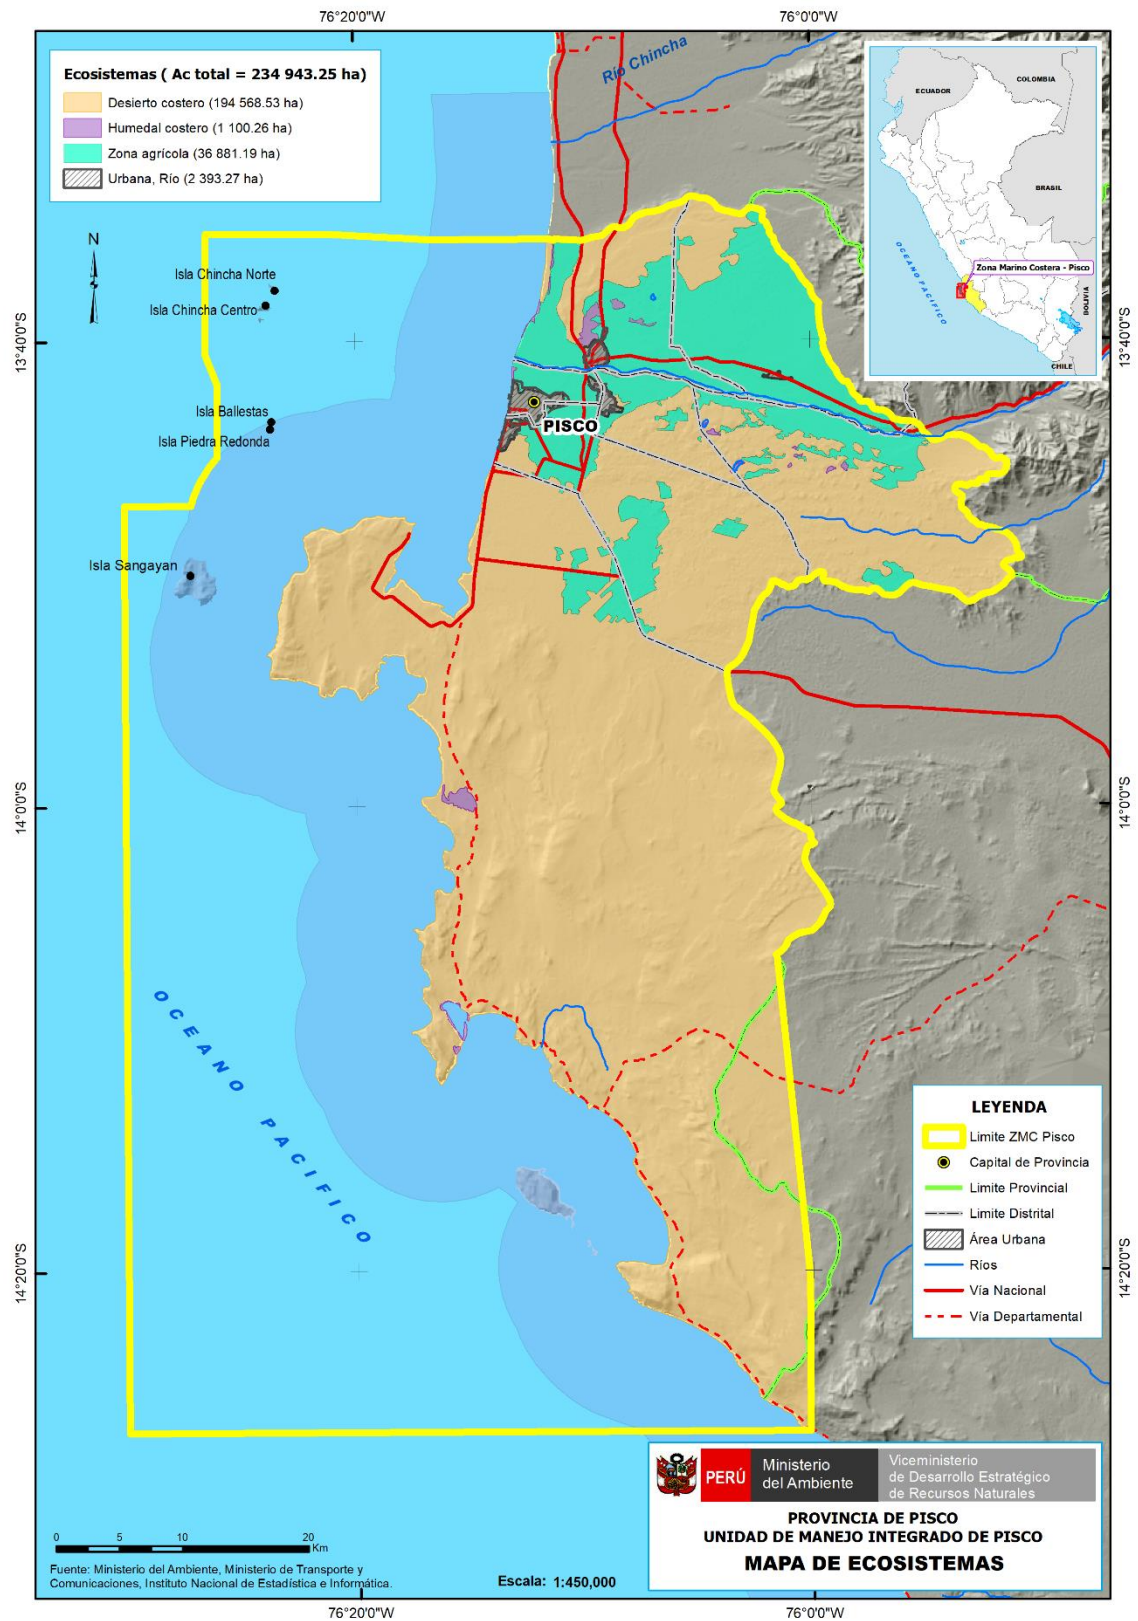 76°20'0"W
76°0'0"W
Ecosistemas ( Ac total = 234 943.25 ha)
Desierto costero (194 568.53 ha)
Humedal costero (1 100.26 ha)
Zona agrícola (36 881.19 ha)
Urbana, Río (2 393.27 ha)
Río Chincha
ECUADOR
COLOMBIA
BRASIL
BOLIVIA
CHILE
OCEANO PACIFICO
Zona Marino Costera - Pisco
N
Isla Chincha Norte
Isla Chincha Centro
13°40'0"S
13°40'0"S
Isla Ballestas
Isla Piedra Redonda
PISCO
Isla Sangayan
14°0'0"S
14°0'0"S
OCEANO PACIFICO
14°20'0"S
14°20'0"S
LEYENDA
Limite ZMC Pisco
Capital de Provincia
Limite Provincial
Limite Distrital
Área Urbana
Ríos
Vía Nacional
Vía Departamental
PERÚ
Ministerio
del Ambiente
Viceministerio
de Desarrollo Estratégico
de Recursos Naturales
PROVINCIA DE PISCO
UNIDAD DE MANEJO INTEGRADO DE PISCO
MAPA DE ECOSISTEMAS
0 5 10 20
Km
Fuente: Ministerio del Ambiente, Ministerio de Transporte y
Comunicaciones, Instituto Nacional de Estadística e Informática.
Escala: 1:450,000
76°20'0"W
76°0'0"W